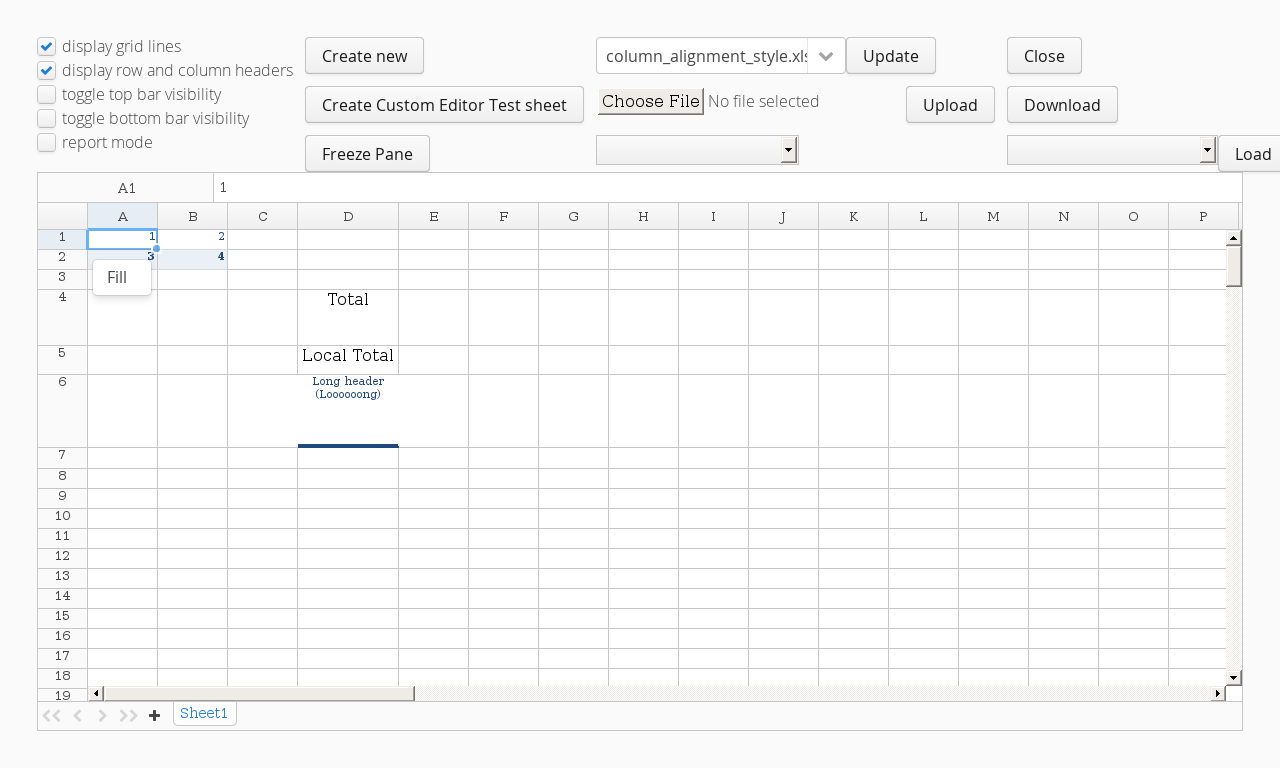 display grid lines
display row and column headers
toggle top bar visibility
toggle bottom bar visibility
report mode
Create new
Create Custom Editor Test sheet
Freeze Pane
column_alignment_style.xls
Update
Close
Choose File No file selected
Upload
Download
Load
A1 1
A B C D E F G H I J K L M N O P
1 1 2
2 3 4
Fill
3
4 Total
5 Local Total
6 Long header
(Loooooong)
7
8
9
10
11
12
13
14
15
16
17
18
19
Sheet1